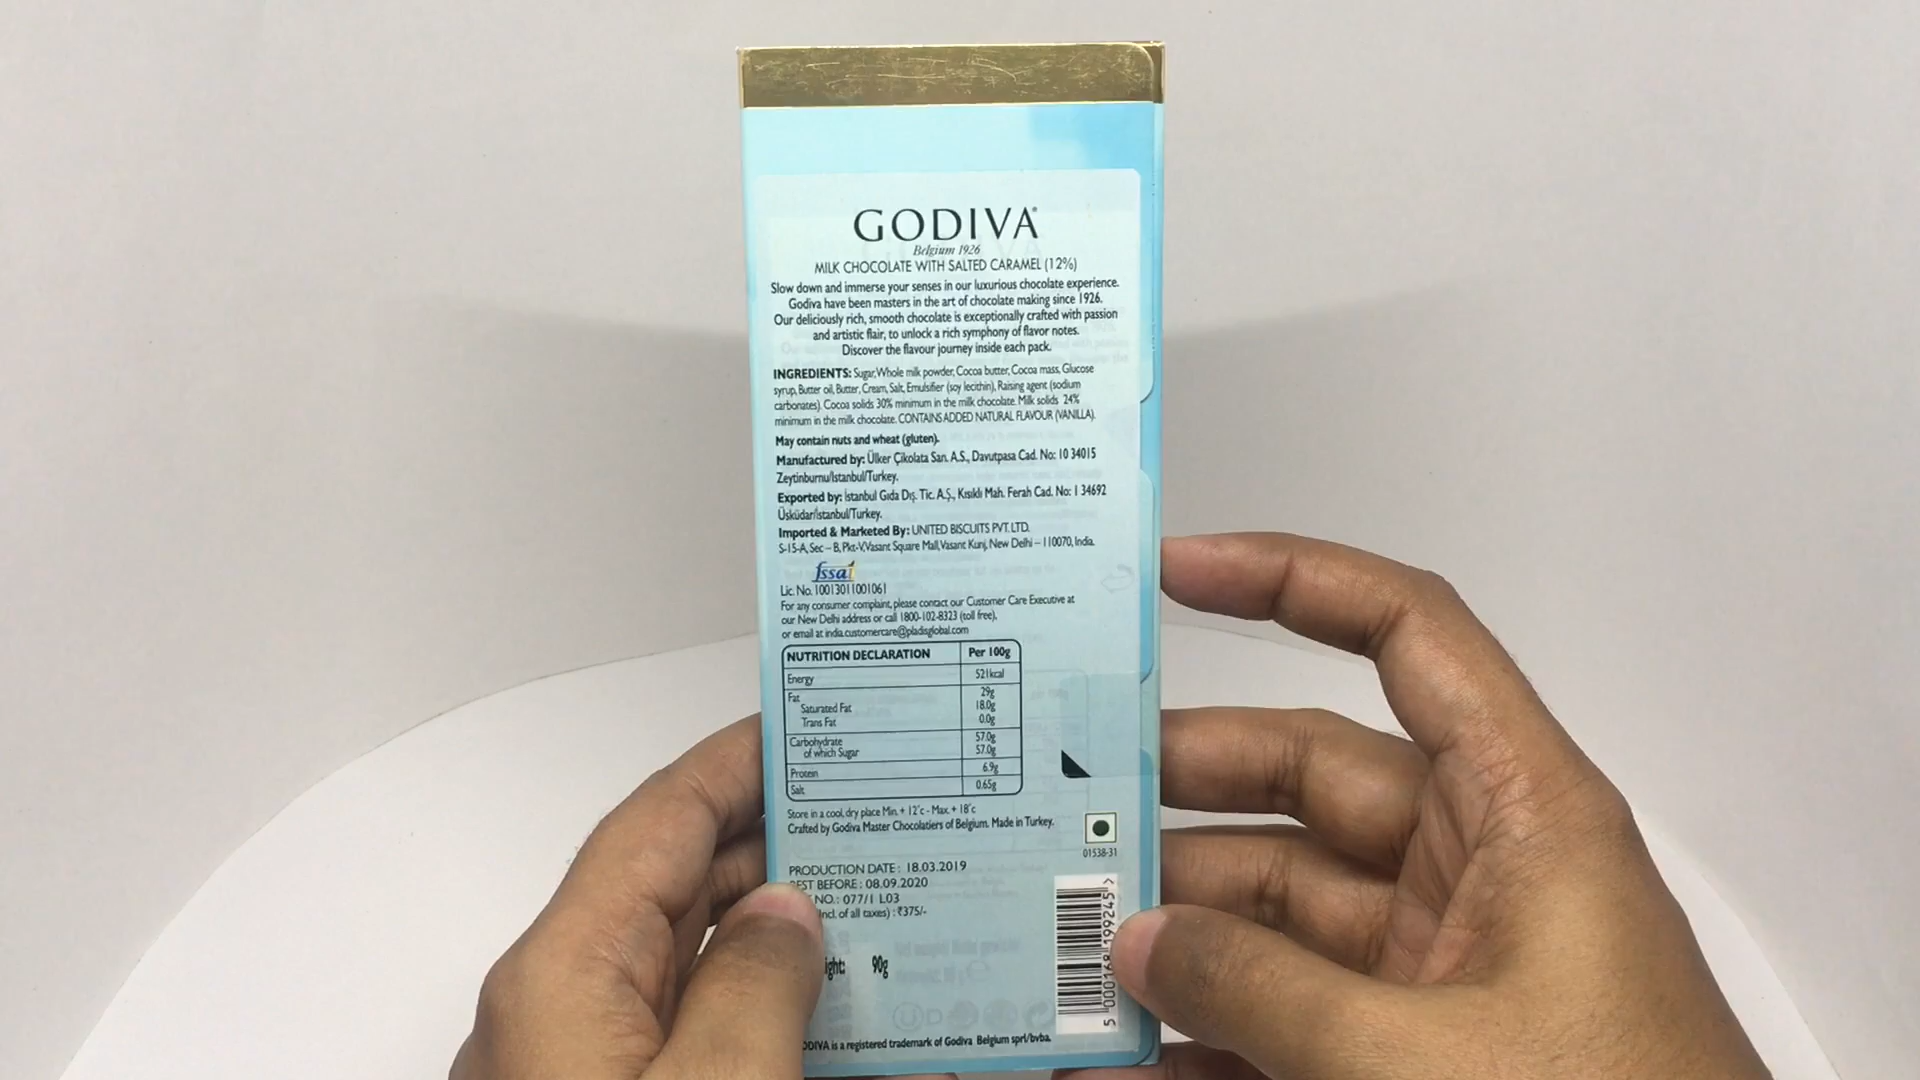 GODIVA
Belgium 1926
MILK CHOCOLATE WITH SALTED CARAMEL (12%)
Slow down and immerse your senses in our luxurious chocolate experience.
Godiva have been masters in the art of chocolate making since 1926.
Our deliciously rich, smooth chocolate is exceptionally crafted with passion
and artistic flair, to unlock a rich symphony of flavor notes.
Discover the flavour journey inside each pack.
INGREDIENTS: Sugar, Whole milk powder, Cocoa butter, Cocoa mass, Glucose
syrup, Butter oil, Butter, Cream, Salt, Emulsifier (soy lecithin), Raising agent (sodium
carbonates). Cocoa solids 30% minimum in the milk chocolate. Milk solids 24%
minimum in the milk chocolate. CONTAINS ADDED NATURAL FLAVOUR (VANILLA).
May contain nuts and wheat (gluten).
Manufactured by: Ülker Çikolata San. A.S., Davutpasa Cad. No: 10 34015
Zeytinburnu/Istanbul/Turkey.
Exported by: İstanbul Gıda Dış. Tic. A.Ş., Kısıklı Mah. Ferah Cad. No: 1 34692
Üsküdar/İstanbul/Turkey.
Imported & Marketed By: UNITED BISCUITS PVT. LTD.
S-15-A, Sec – B, Pkt-V, Vasant Square Mall, Vasant Kunj, New Delhi – 110070, India.
fssai
Lic. No. 10013011001061
For any consumer complaint, please contact our Customer Care Executive at
our New Delhi address or call 1800-102-8323 (toll free),
or email at india.customercare@pladisglobal.com
NUTRITION DECLARATION Per 100g
Energy 521kcal
Fat 29g
Saturated Fat 18.0g
Trans Fat 0.0g
Carbohydrate 57.0g
of which Sugar 57.0g
Protein 6.9g
Salt 0.65g
Store in a cool, dry place Min. + 12°c - Max. + 18°c
Crafted by Godiva Master Chocolatiers of Belgium. Made in Turkey.
01538-31
PRODUCTION DATE : 18.03.2019
BEST BEFORE : 08.09.2020
NO. : 077/1 L03
Incl. of all taxes) : ₹375/-
90g
5 000168 199245 >
GODIVA is a registered trademark of Godiva Belgium sprl/bvba.